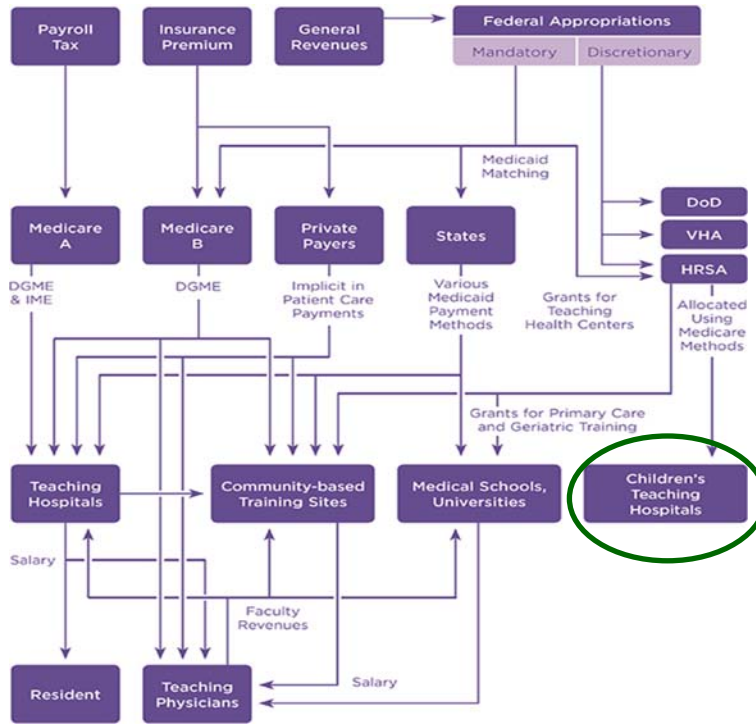 Payroll
Tax
Insurance
Premium
General
Revenues
Federal Appropriations
Mandatory
Discretionary
Medicaid
Matching
Medicare
A
Medicare
B
Private
Payers
States
DoD
VHA
HRSA
DGME
& IME
DGME
Implicit in
Patient Care
Payments
Various
Medicaid
Payment
Methods
Grants for
Teaching
Health Centers
Allocated
Using
Medicare
Methods
Grants for Primary Care
and Geriatric Training
Teaching
Hospitals
Community-based
Training Sites
Medical Schools,
Universities
Children's
Teaching
Hospitals
Salary
Faculty
Revenues
Resident
Teaching
Physicians
Salary